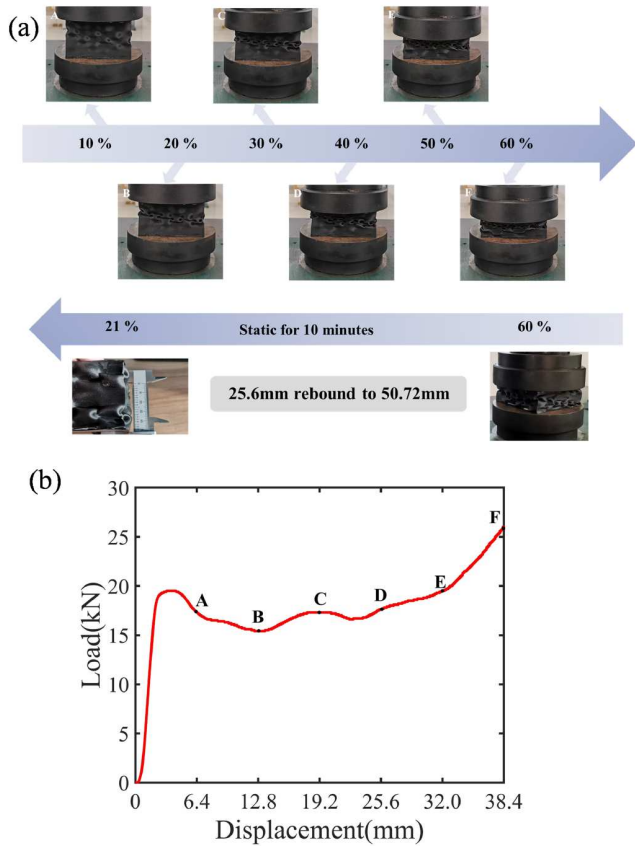 (a)
A
C
E
10 %
20 %
30 %
40 %
50 %
60 %
B
D
F
21 %
Static for 10 minutes
60 %
25.6mm rebound to 50.72mm
(b)
30
25
20
15
10
5
0
Load(kN)
A
B
C
D
E
F
0
6.4
12.8
19.2
25.6
32.0
38.4
Displacement(mm)